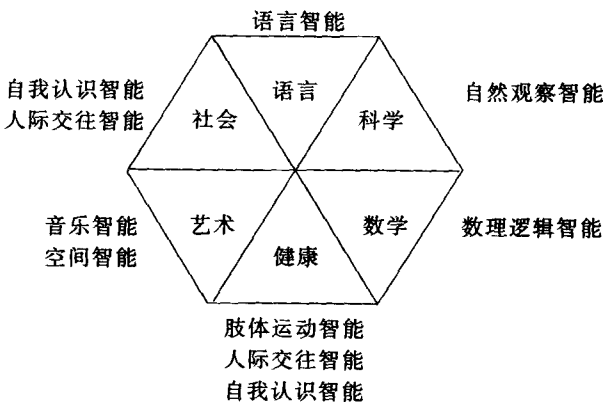 语言智能
自我认识智能
人际交往智能
社会
语言
科学
自然观察智能
音乐智能
空间智能
艺术
健康
数学
数理逻辑智能
肢体运动智能
人际交往智能
自我认识智能